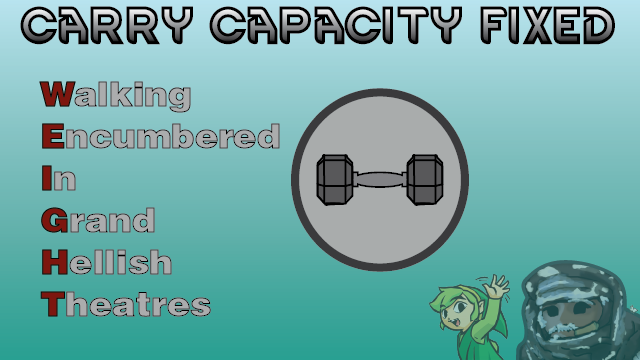 CARRY CAPACITY FIXED
Walking
Encumbered
In
Grand
Hellish
Theatres